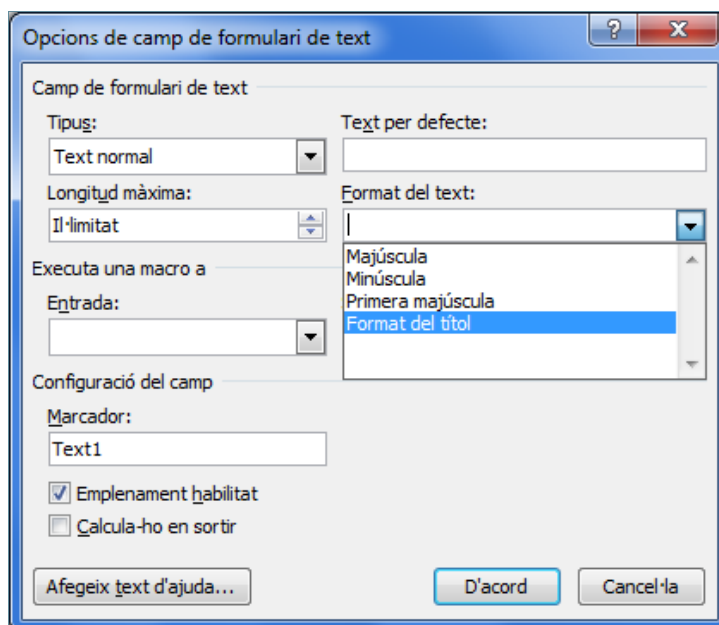 Opcions de camp de formulari de text
Camp de formulari de text
Tipus:
Text per defecte:
Text normal
Longitud màxima:
Format del text:
Il·limitat
Majúscula
Minúscula
Primera majúscula
Format del títol
Executa una macro a
Entrada:
Configuració del camp
Marcador:
Text1
Emplenament habilitat
Calcula-ho en sortir
Afegeix text d'ajuda...
D'acord
Cancel·la